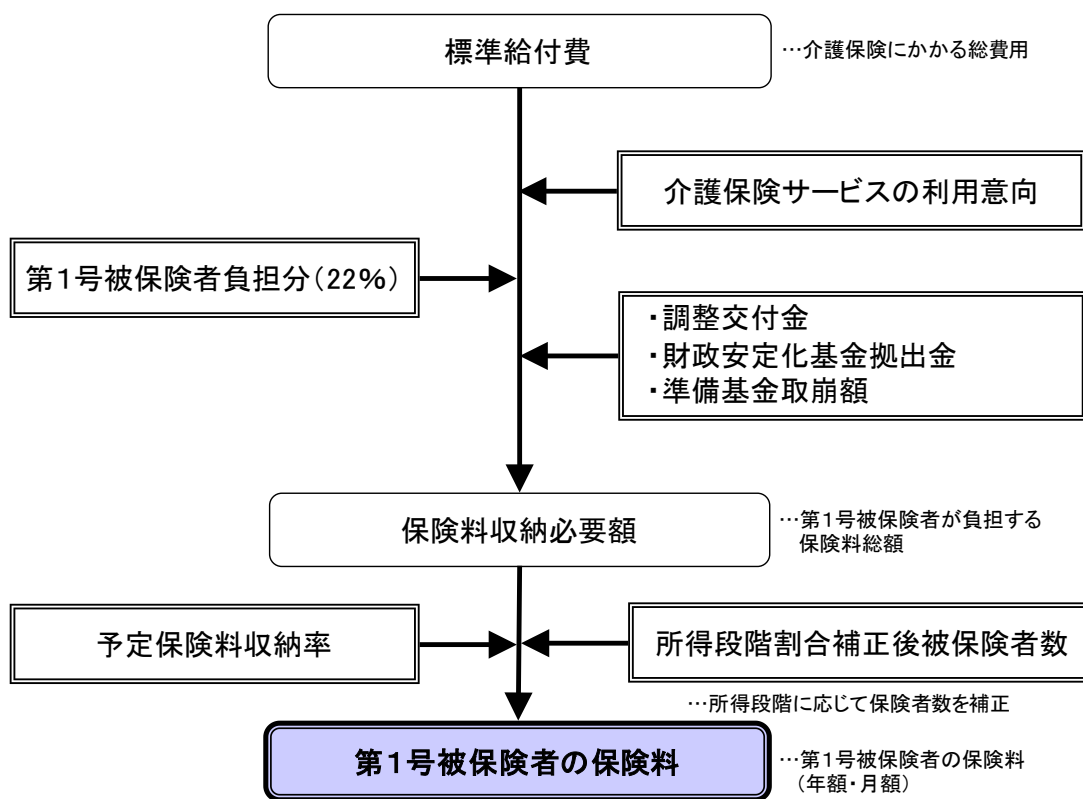 標準給付費
…介護保険にかかる総費用
介護保険サービスの利用意向
第1号被保険者負担分(22%)
・調整交付金
・財政安定化基金拠出金
・準備基金取崩額
保険料収納必要額
…第1号被保険者が負担する
保険料総額
予定保険料収納率
所得段階割合補正後被保険者数
…所得段階に応じて保険者数を補正
第1号被保険者の保険料
…第1号被保険者の保険料
(年額・月額)